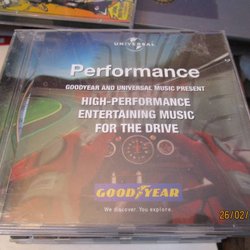 UNIVERSAL
Performance
GOODYEAR AND UNIVERSAL MUSIC PRESENT
HIGH-PERFORMANCE
ENTERTAINING MUSIC
FOR THE DRIVE
GOODYEAR
We discover. You explore.
26/02/